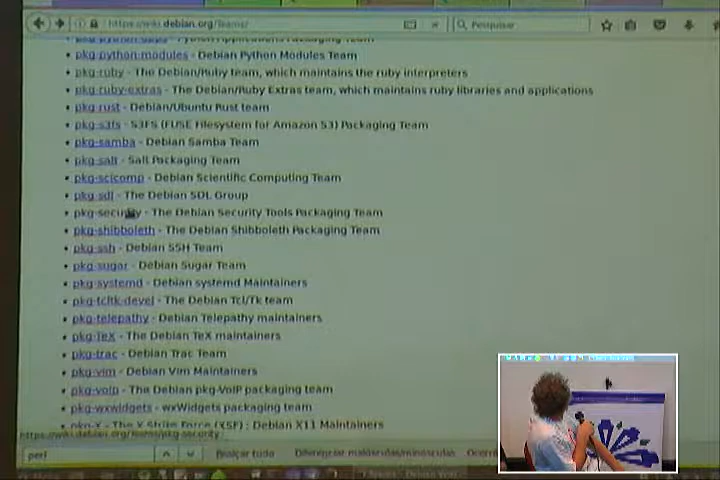 https://wiki.debian.org/Teams/
Pesquisar
pkg-python-modules - Debian Python Modules Team
pkg-ruby - The Debian/Ruby team, which maintains the ruby interpreters
pkg-ruby-extras - The Debian/Ruby Extras team, which maintains ruby libraries and applications
pkg-rust - Debian/Ubuntu Rust team
pkg-s3fs - S3FS (FUSE Filesystem for Amazon S3) Packaging Team
pkg-samba - Debian Samba Team
pkg-salt - Salt Packaging Team
pkg-scicomp - Debian Scientific Computing Team
pkg-sdl - The Debian SDL Group
pkg-security - The Debian Security Tools Packaging Team
pkg-shibboleth - The Debian Shibboleth Packaging Team
pkg-ssh - Debian SSH Team
pkg-sugar - Debian Sugar Team
pkg-systemd - Debian systemd Maintainers
pkg-tcltk-devel - The Debian Tcl/Tk team
pkg-telepathy - Debian Telepathy maintainers
pkg-TeX - The Debian TeX maintainers
pkg-trac - Debian Trac Team
pkg-vim - Debian Vim Maintainers
pkg-voip - The Debian pkg-VoIP packaging team
pkg-wxwidgets - wxWidgets packaging team
pkg-X - The X Strike Force (XSF) : Debian X11 Maintainers
https://wiki.debian.org/Teams/pkg-security
perl
Realçar tudo
Diferenciar maiúsculas/minúsculas